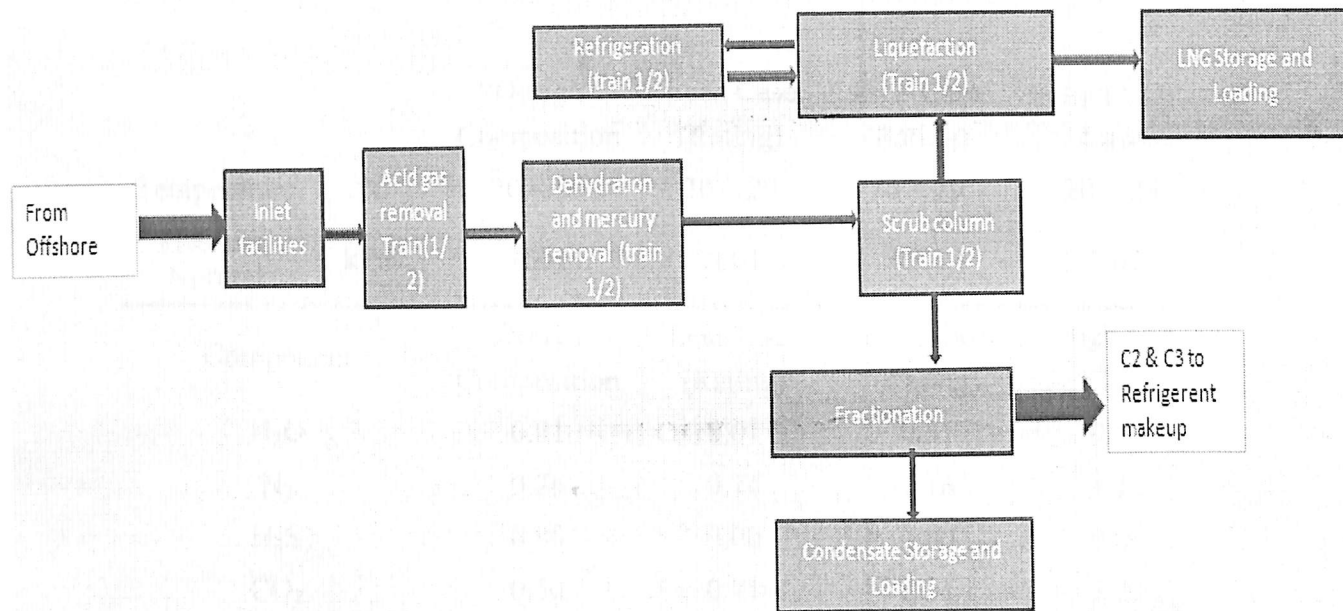 Refrigeration
(train 1/2)
Liquefaction
(Train 1/2)
LNG Storage and
Loading
From
Offshore
Inlet
facilities
Acid gas
removal
Train(1/
2)
Dehydration
and mercury
removal (train
1/2)
Scrub column
(Train 1/2)
Fractionation
C2 & C3 to
Refrigerent
makeup
Condensate Storage and
Loading